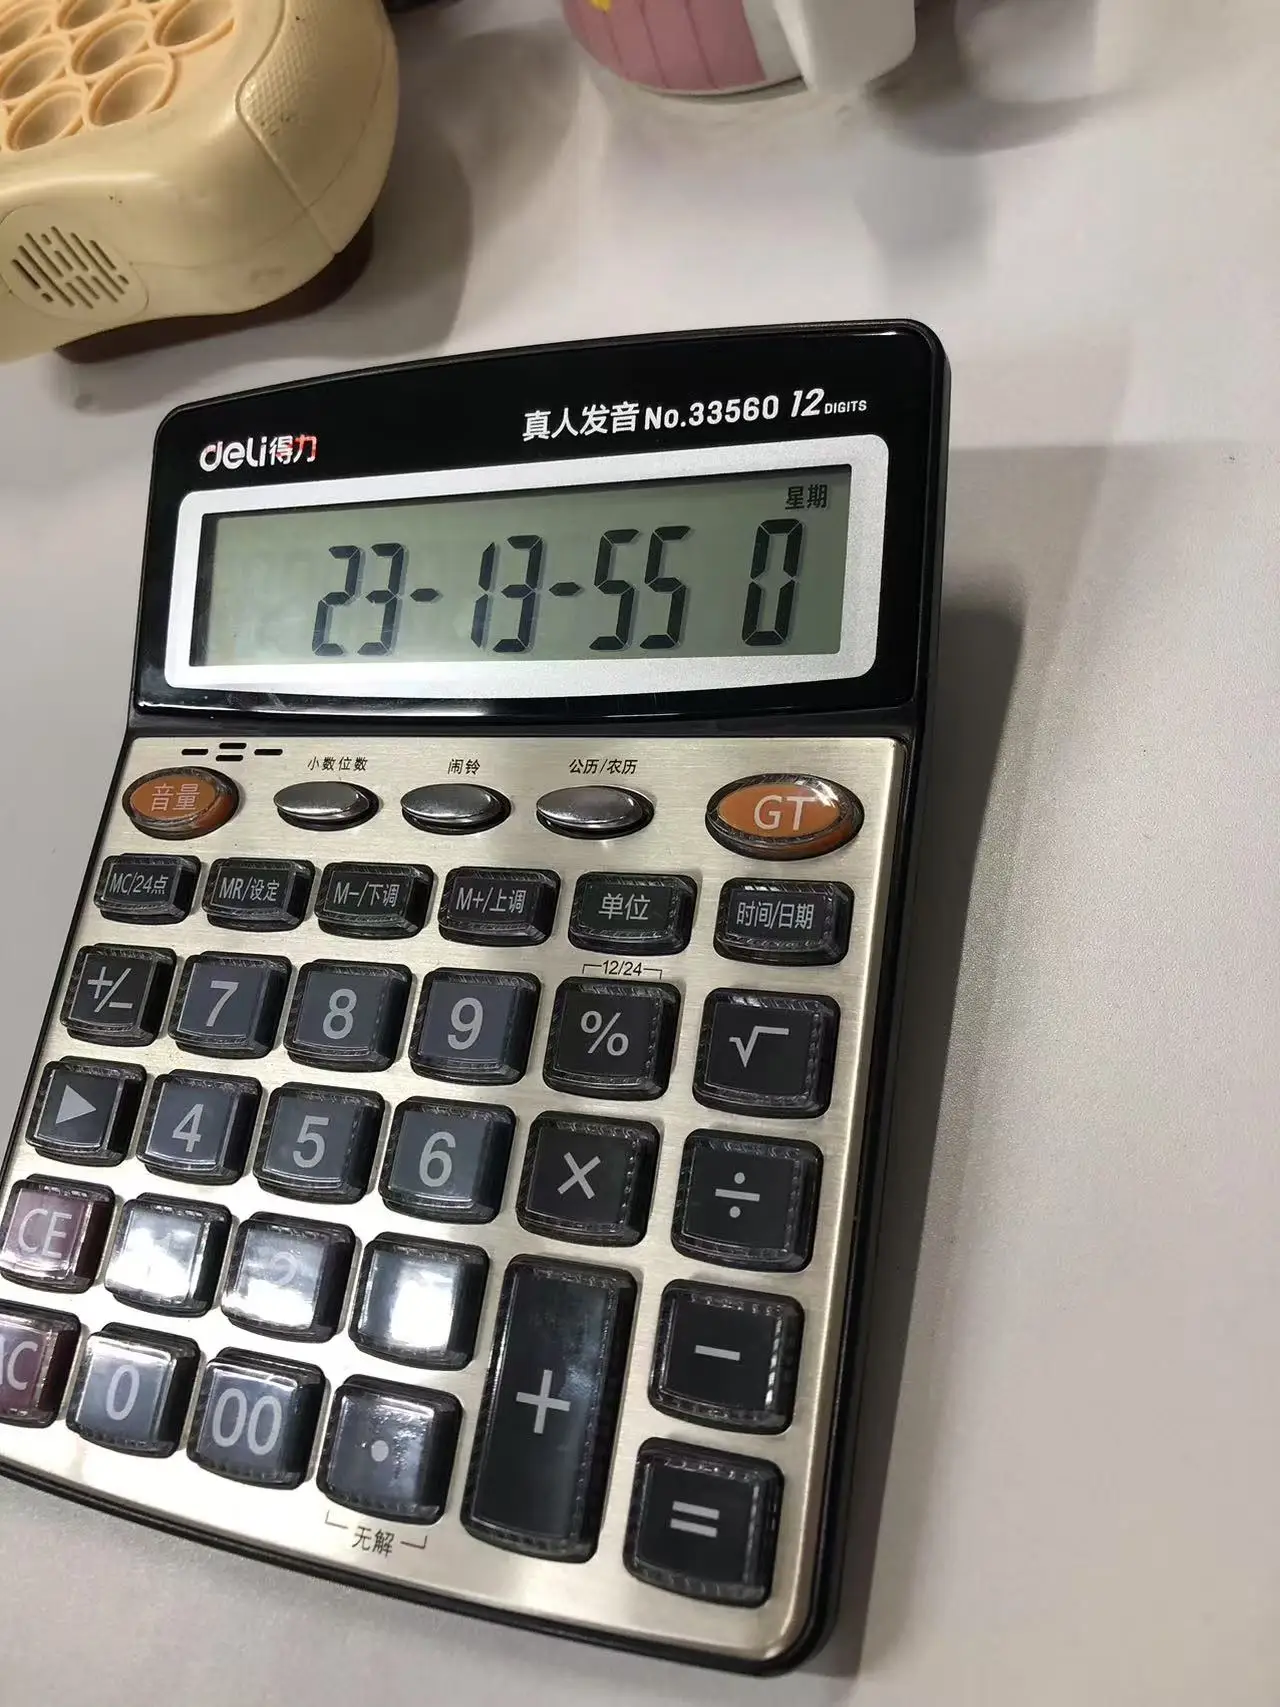 真人发音 No.33560 12 DIGITS
deli得力
星期
23-13-55 0
小数位数 闹铃 公历/农历
音量 GT
MC/24点 MR/设定 M-/下调 M+/上调 单位 时间/日期
12/24
+/- 7 8 9 % √
▶ 4 5 6 × ÷
CE 2
+ -
0 00 ·
=
无解